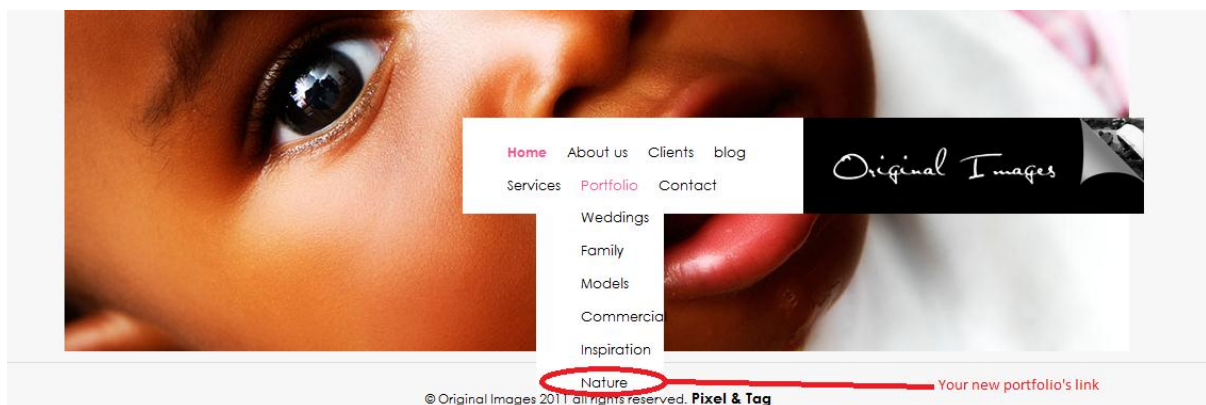 Home About us Clients blog
Services Portfolio Contact
Original Images
Weddings
Family
Models
Commercial
Inspiration
Nature
Your new portfolio's link
© Original Images 2011 all rights reserved. Pixel & Tag